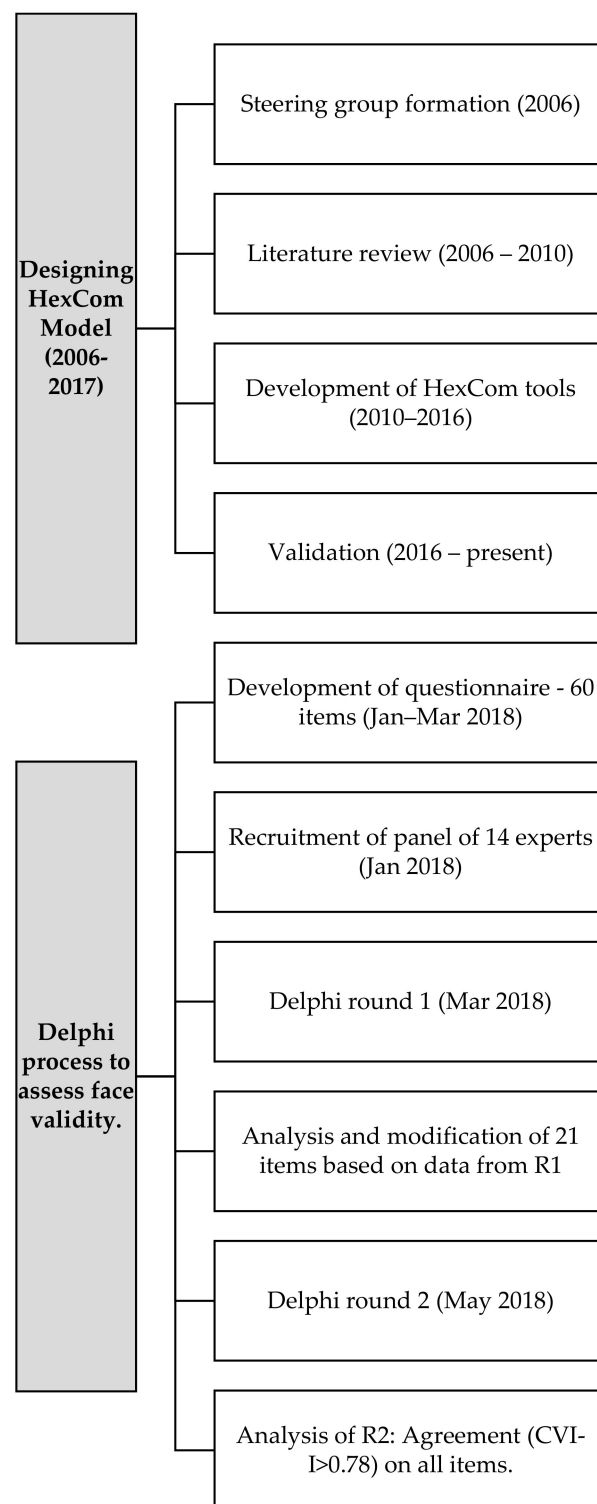 Designing
HexCom
Model
(2006-
2017)
Steering group formation (2006)
Literature review (2006 – 2010)
Development of HexCom tools
(2010–2016)
Validation (2016 – present)
Delphi
process to
assess face
validity.
Development of questionnaire - 60
items (Jan–Mar 2018)
Recruitment of panel of 14 experts
(Jan 2018)
Delphi round 1 (Mar 2018)
Analysis and modification of 21
items based on data from R1
Delphi round 2 (May 2018)
Analysis of R2: Agreement (CVI-
I>0.78) on all items.